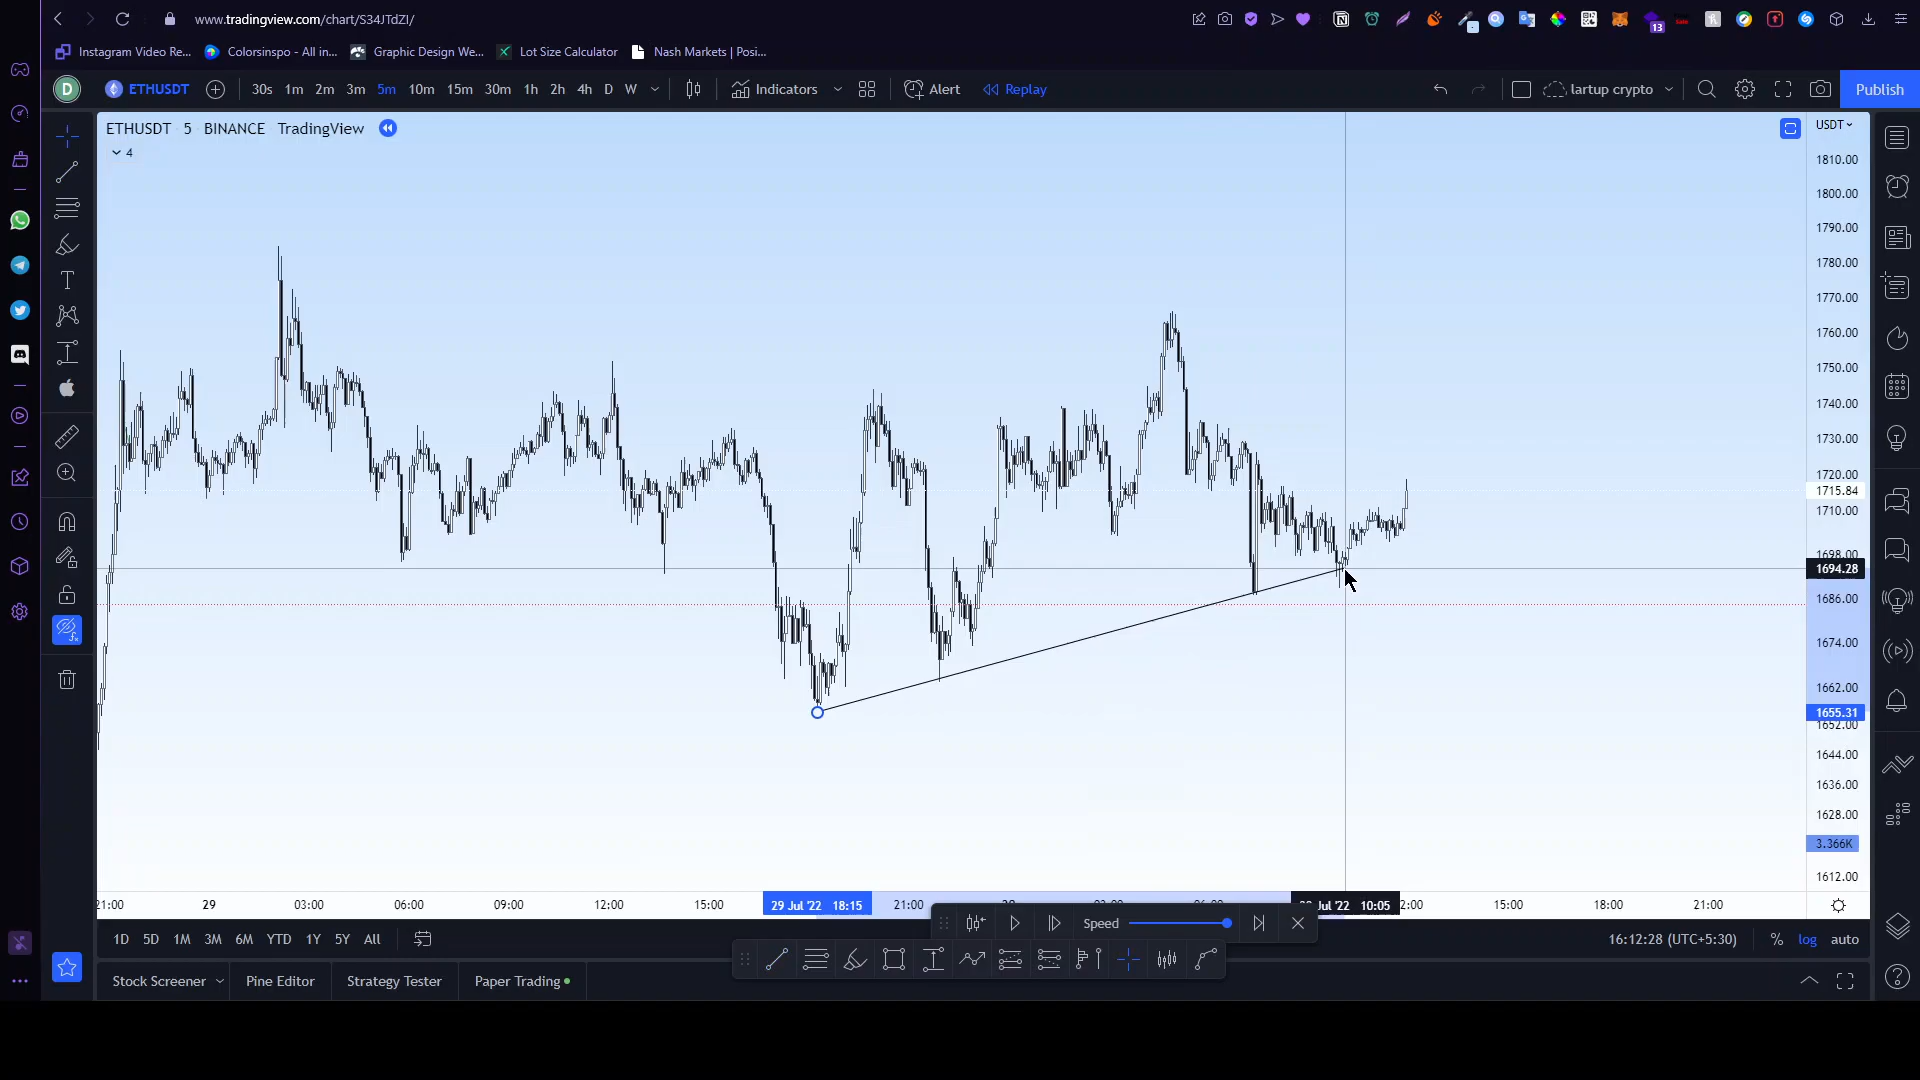 www.tradingview.com/chart/S34JTdZI/
13
Instagram Video Re...
Colorsinspo - All in...
Graphic Design We...
Lot Size Calculator
Nash Markets | Posi...
D
ETHUSDT
30s 1m 2m 3m 5m 10m 15m 30m 1h 2h 4h D W
Indicators
Alert
Replay
lartup crypto
Publish
ETHUSDT 5 BINANCE TradingView
4
USDT
1810.00
1800.00
1790.00
1780.00
1770.00
1760.00
1750.00
1740.00
1730.00
1720.00
1715.84
1710.00
1698.00
1694.28
1686.00
1674.00
1662.00
1655.31
1652.00
1644.00
1636.00
1628.00
3.366K
1612.00
21:00 29 03:00 06:00 09:00 12:00 15:00 29 Jul '22 18:15 21:00 Jul '22 10:05 2:00 15:00 18:00 21:00
Speed
1D 5D 1M 3M 6M YTD 1Y 5Y All
16:12:28 (UTC+5:30) % log auto
Stock Screener
Pine Editor
Strategy Tester
Paper Trading